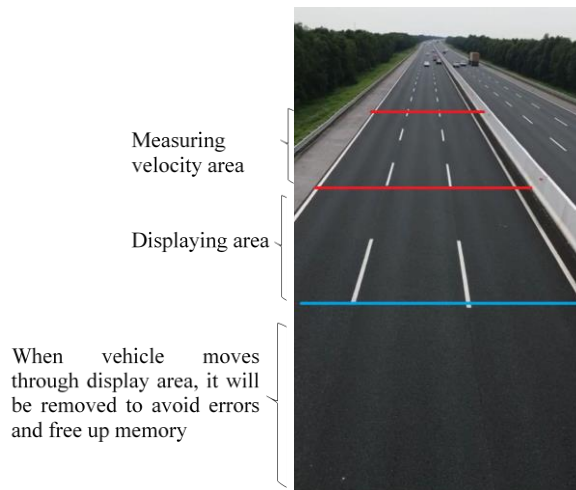 Measuring
velocity area
Displaying area
When vehicle moves
through display area, it will
be removed to avoid errors
and free up memory